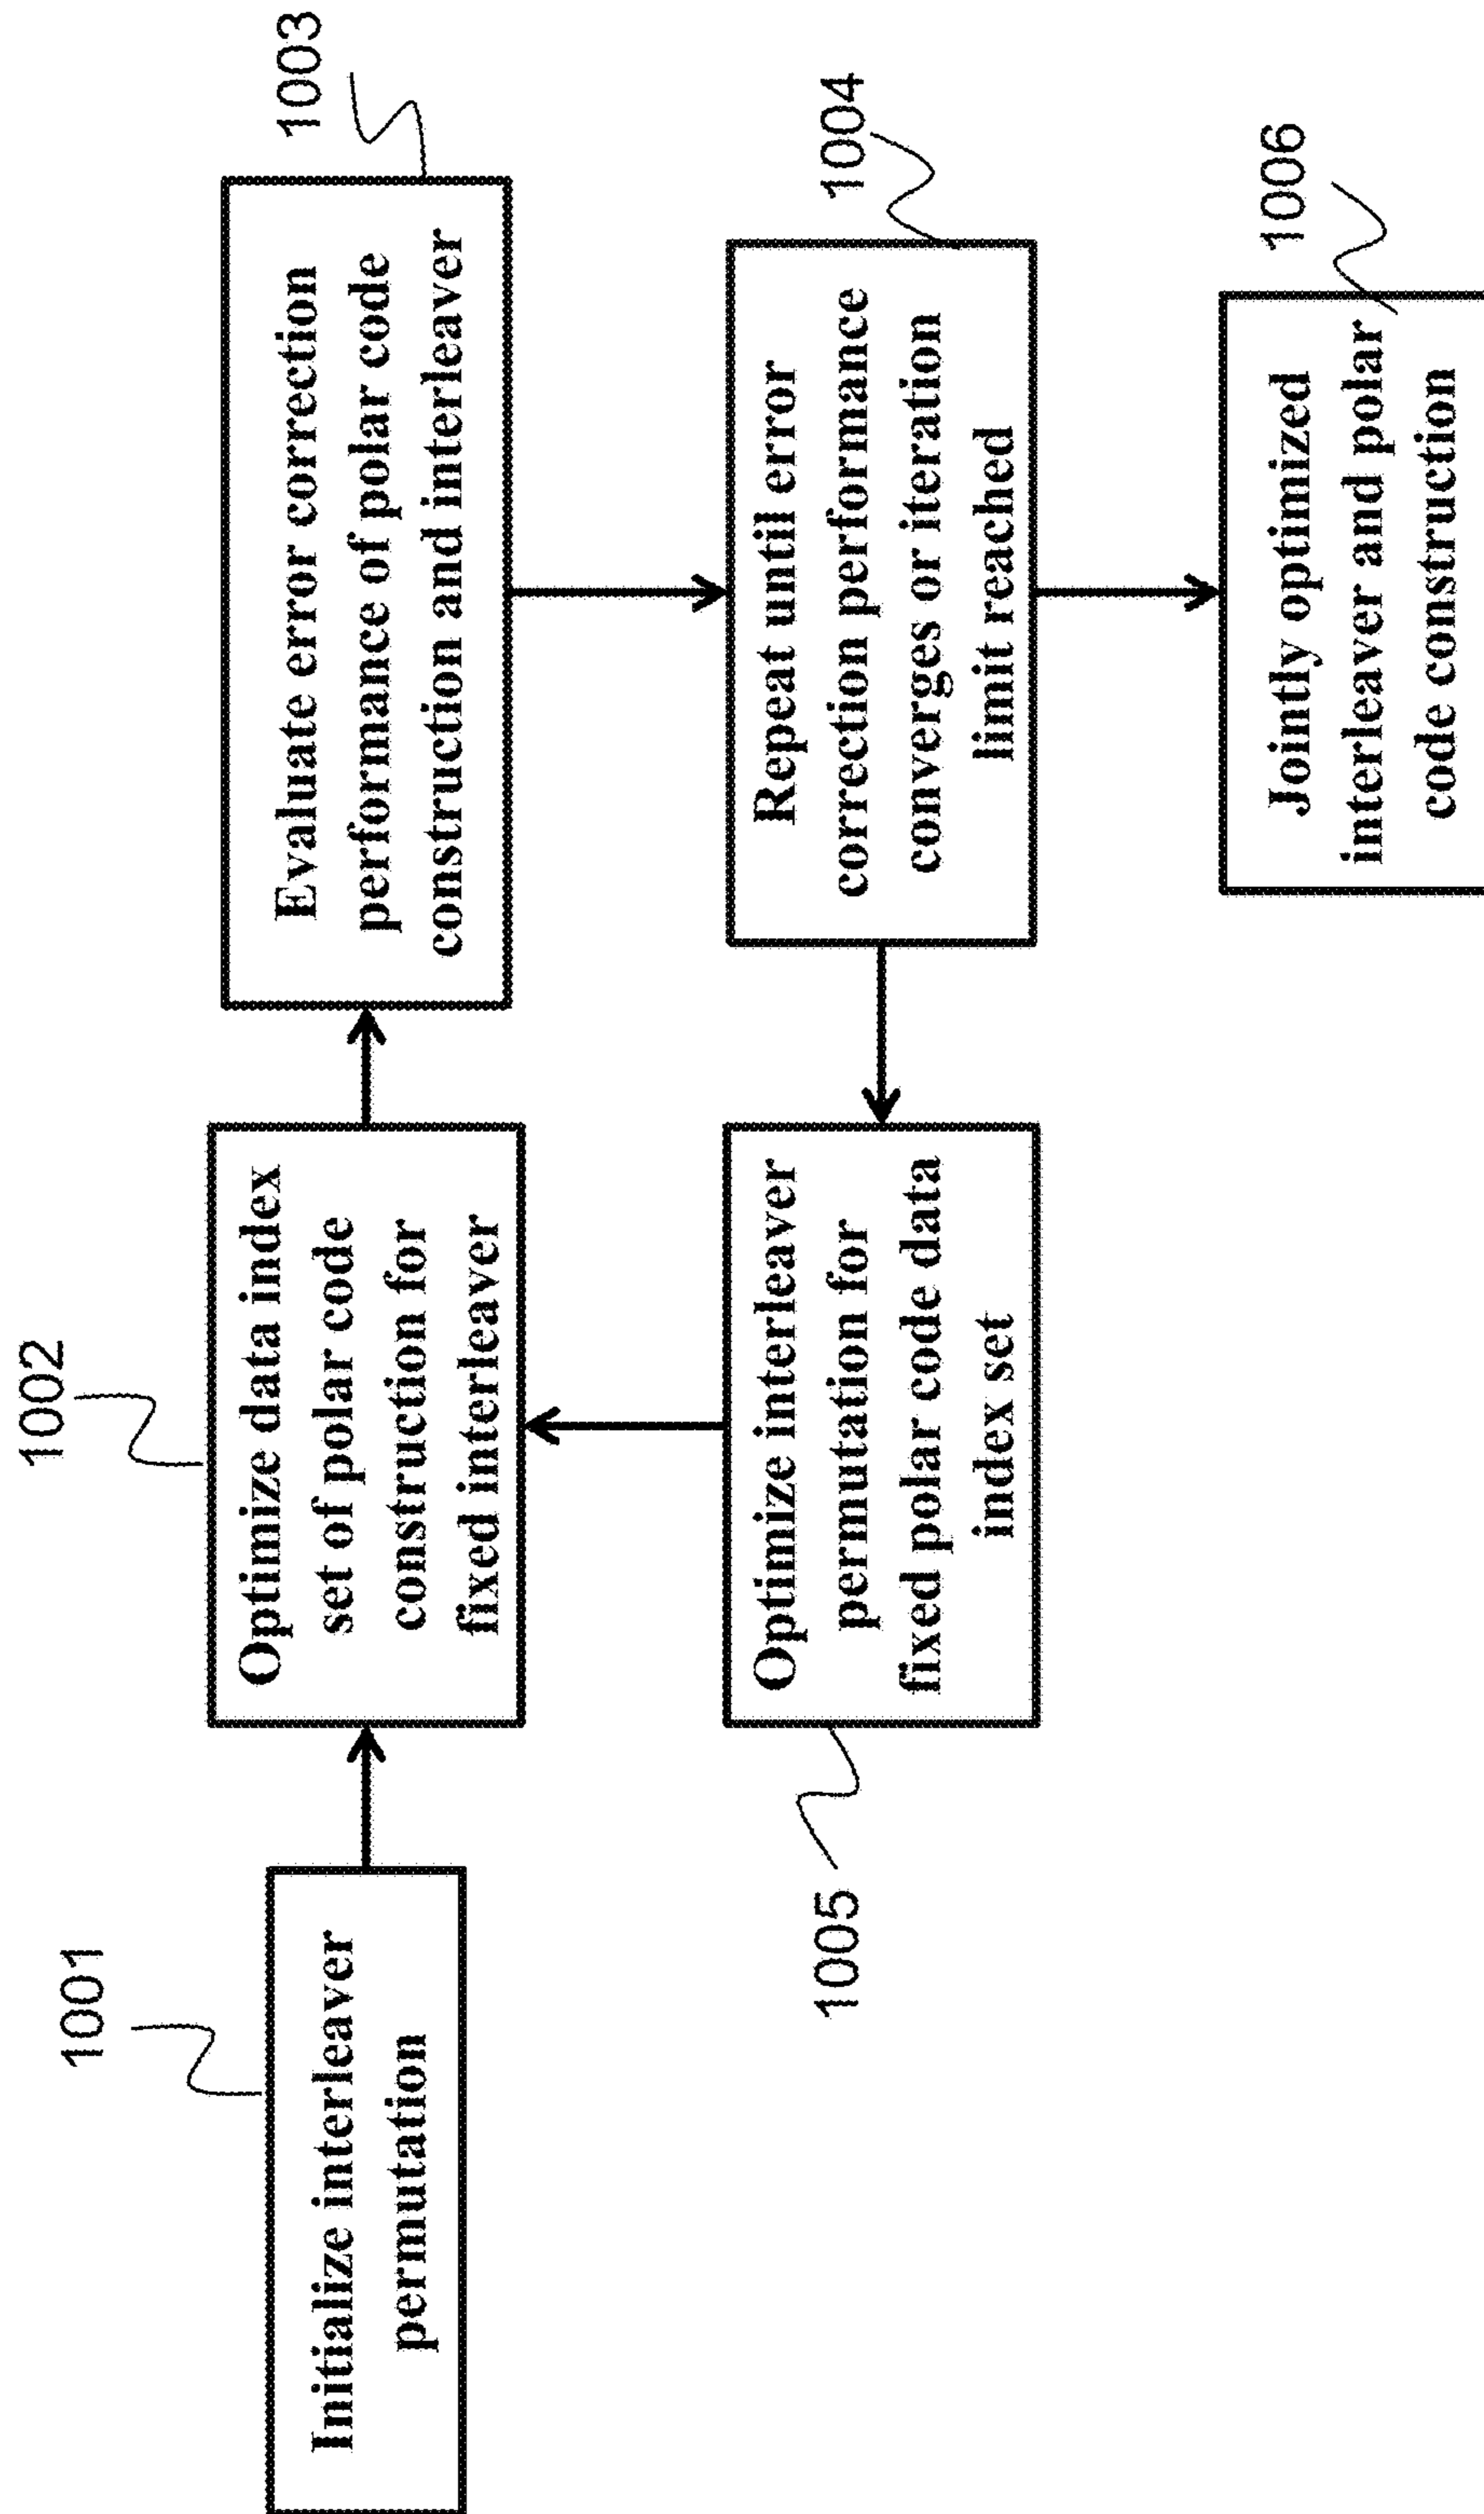 1001
Initialize interleaver
permutation
1002
Optimize data index
set of polar code
construction for
fixed interleaver
1003
Evaluate error correction
performance of polar code
construction and interleaver
1004
Repeat until error
correction performance
converges or iteration
limit reached
1005
Optimize interleaver
permutation for
fixed polar code data
index set
1006
Jointly optimized
interleaver and polar
code construction